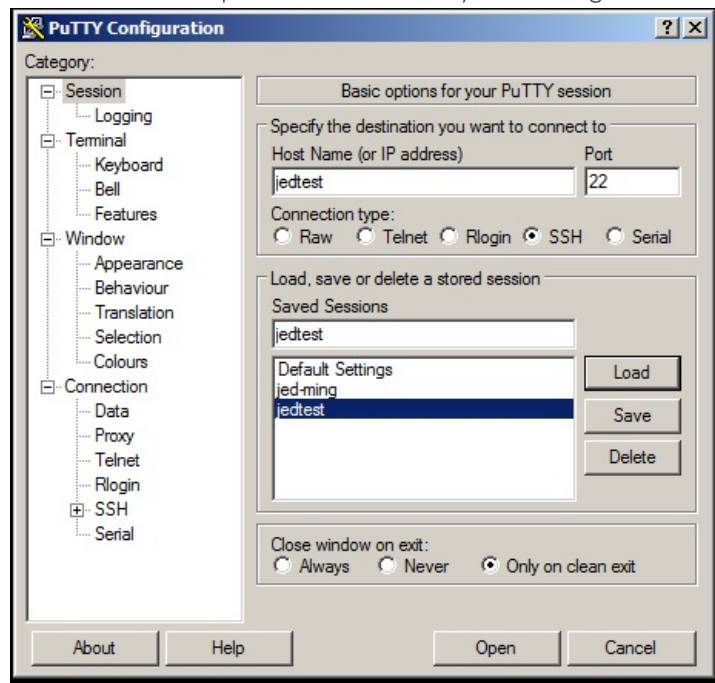 PuTTY Configuration
Category:
Session
Logging
Terminal
Keyboard
Bell
Features
Window
Appearance
Behaviour
Translation
Selection
Colours
Connection
Data
Proxy
Telnet
Rlogin
SSH
Serial
Basic options for your PuTTY session
Specify the destination you want to connect to
Host Name (or IP address) Port
jedtest 22
Connection type:
Raw Telnet Rlogin SSH Serial
Load, save or delete a stored session
Saved Sessions
jedtest
Default Settings
jed-ming
jedtest
Load
Save
Delete
Close window on exit:
Always Never Only on clean exit
About Help Open Cancel